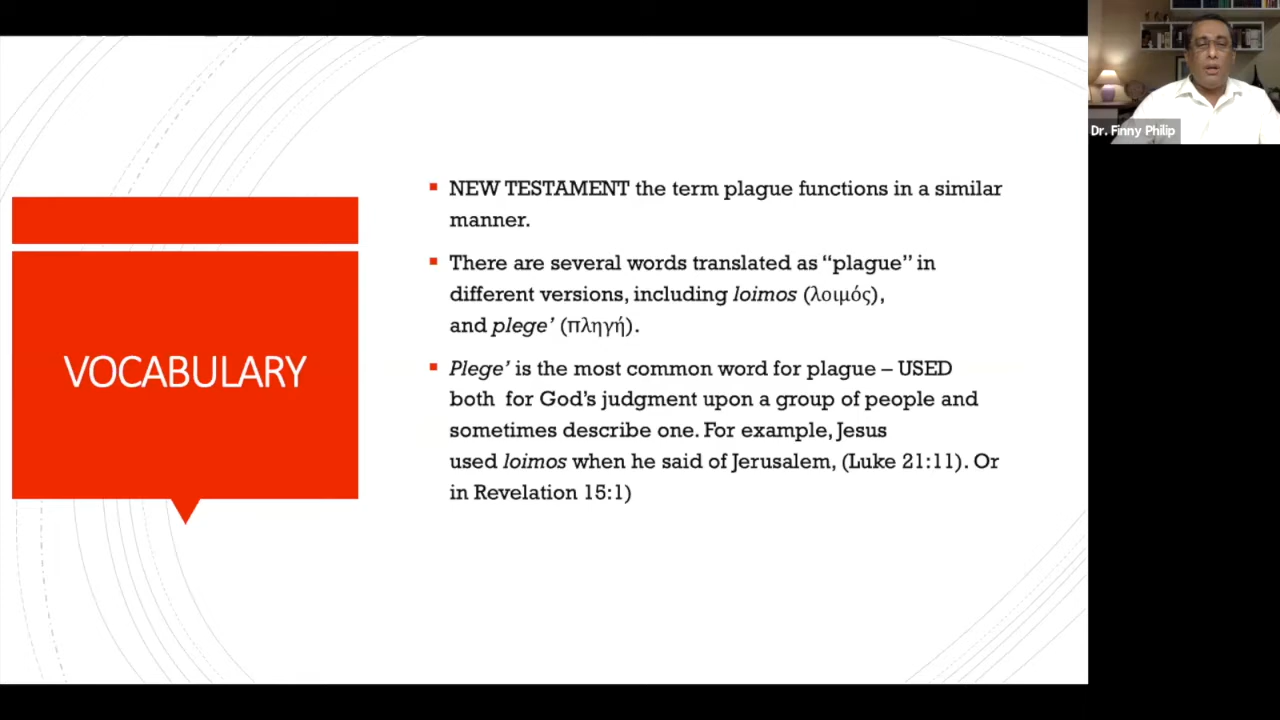 Dr. Finny Philip
VOCABULARY
▪ NEW TESTAMENT the term plague functions in a similar
manner.
▪ There are several words translated as “plague” in
different versions, including loimos (λοιμός),
and plege’ (πληγή).
▪ Plege’ is the most common word for plague – USED
both for God’s judgment upon a group of people and
sometimes describe one. For example, Jesus
used loimos when he said of Jerusalem, (Luke 21:11). Or
in Revelation 15:1)